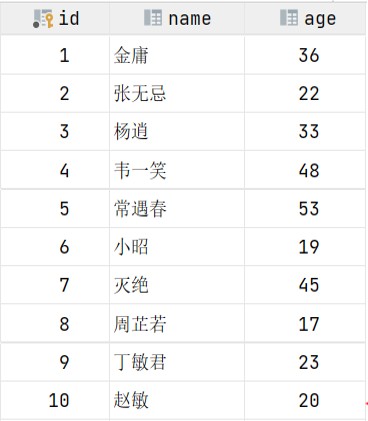 id name age
1 金庸 36
2 张无忌 22
3 杨逍 33
4 韦一笑 48
5 常遇春 53
6 小昭 19
7 灭绝 45
8 周芷若 17
9 丁敏君 23
10 赵敏 20